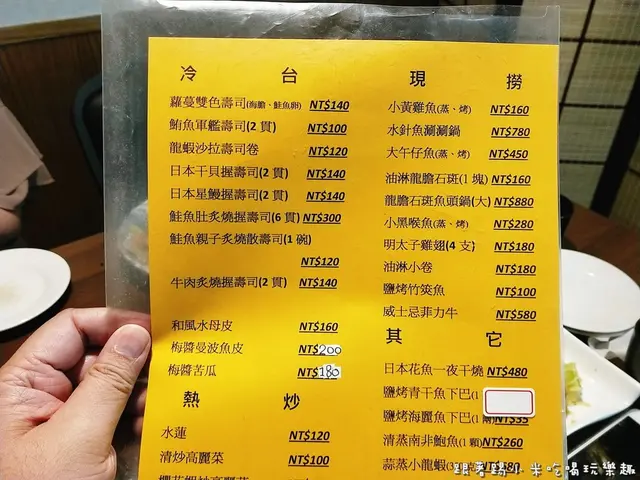 冷台
蘿蔓雙色壽司(海膽、鮭魚卵) NT$140
鮪魚軍艦壽司(2貫) NT$100
龍蝦沙拉壽司卷 NT$120
日本干貝握壽司(2貫) NT$140
日本星鰻握壽司(2貫) NT$140
鮭魚肚炙燒握壽司(6貫) NT$300
鮭魚親子炙燒散壽司(1碗)
NT$120
牛肉炙燒握壽司(2貫) NT$140
和風水母皮 NT$160
梅醬曼波魚皮 NT$200
梅醬苦瓜 NT$180
熱炒
水蓮 NT$120
清炒高麗菜 NT$100
現撈
小黃雞魚(蒸、烤) NT$160
水針魚涮涮鍋 NT$780
大午仔魚(蒸、烤) NT$450
油淋龍膽石斑(1塊) NT$160
龍膽石斑魚頭鍋(大) NT$880
小黑喉魚(蒸、烤) NT$280
明太子雞翅(4支) NT$180
油淋小卷 NT$180
鹽烤竹筴魚 NT$100
威士忌菲力牛 NT$580
其它
日本花魚一夜干燒 NT$480
鹽烤青干魚下巴(1
鹽烤海麗魚下巴(1
清蒸南非鮑魚(1顆) NT$260
蒜蒸小龍蝦
跟著踢小米吃喝玩樂趣